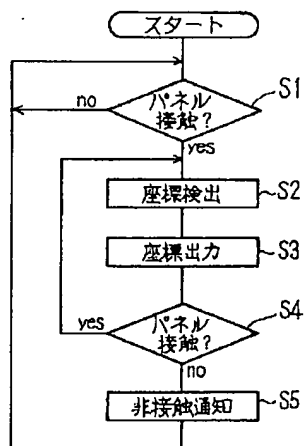 スタート
パネル
接触?
S1
no
yes
座標検出
S2
座標出力
S3
パネル
接触?
S4
yes
no
非接触通知
S5